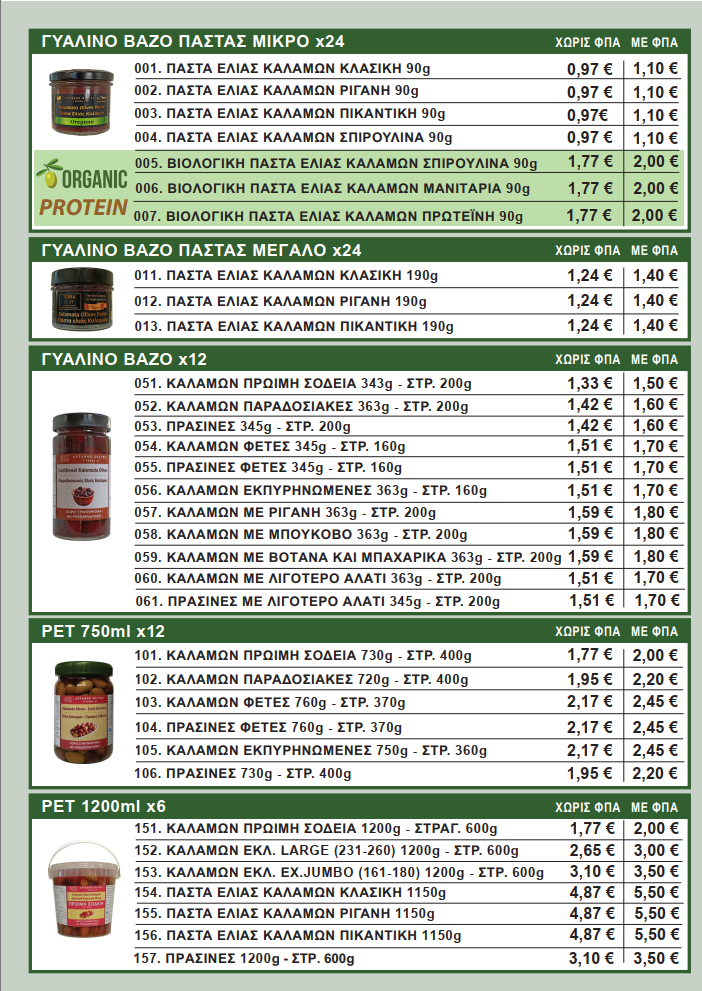 ΓΥΑΛΙΝΟ ΒΑΖΟ ΠΑΣΤΑΣ ΜΙΚΡΟ x24 ΧΩΡΙΣ ΦΠΑ ΜΕ ΦΠΑ
001. ΠΑΣΤΑ ΕΛΙΑΣ ΚΑΛΑΜΩΝ ΚΛΑΣΙΚΗ 90g 0,97 € 1,10 €
002. ΠΑΣΤΑ ΕΛΙΑΣ ΚΑΛΑΜΩΝ ΡΙΓΑΝΗ 90g 0,97 € 1,10 €
003. ΠΑΣΤΑ ΕΛΙΑΣ ΚΑΛΑΜΩΝ ΠΙΚΑΝΤΙΚΗ 90g 0,97€ 1,10 €
004. ΠΑΣΤΑ ΕΛΙΑΣ ΚΑΛΑΜΩΝ ΣΠΙΡΟΥΛΙΝΑ 90g 0,97 € 1,10 €
ORGANIC
PROTEIN
005. ΒΙΟΛΟΓΙΚΗ ΠΑΣΤΑ ΕΛΙΑΣ ΚΑΛΑΜΩΝ ΣΠΙΡΟΥΛΙΝΑ 90g 1,77 € 2,00 €
006. ΒΙΟΛΟΓΙΚΗ ΠΑΣΤΑ ΕΛΙΑΣ ΚΑΛΑΜΩΝ ΜΑΝΙΤΑΡΙΑ 90g 1,77 € 2,00 €
007. ΒΙΟΛΟΓΙΚΗ ΠΑΣΤΑ ΕΛΙΑΣ ΚΑΛΑΜΩΝ ΠΡΩΤΕΪΝΗ 90g 1,77 € 2,00 €
ΓΥΑΛΙΝΟ ΒΑΖΟ ΠΑΣΤΑΣ ΜΕΓΑΛΟ x24 ΧΩΡΙΣ ΦΠΑ ΜΕ ΦΠΑ
011. ΠΑΣΤΑ ΕΛΙΑΣ ΚΑΛΑΜΩΝ ΚΛΑΣΙΚΗ 190g 1,24 € 1,40 €
012. ΠΑΣΤΑ ΕΛΙΑΣ ΚΑΛΑΜΩΝ ΡΙΓΑΝΗ 190g 1,24 € 1,40 €
013. ΠΑΣΤΑ ΕΛΙΑΣ ΚΑΛΑΜΩΝ ΠΙΚΑΝΤΙΚΗ 190g 1,24 € 1,40 €
ΓΥΑΛΙΝΟ ΒΑΖΟ x12 ΧΩΡΙΣ ΦΠΑ ΜΕ ΦΠΑ
051. ΚΑΛΑΜΩΝ ΠΡΩΙΜΗ ΣΟΔΕΙΑ 343g - ΣΤΡ. 200g 1,33 € 1,50 €
052. ΚΑΛΑΜΩΝ ΠΑΡΑΔΟΣΙΑΚΕΣ 363g - ΣΤΡ. 200g 1,42 € 1,60 €
053. ΠΡΑΣΙΝΕΣ 345g - ΣΤΡ. 200g 1,42 € 1,60 €
054. ΚΑΛΑΜΩΝ ΦΕΤΕΣ 345g - ΣΤΡ. 160g 1,51 € 1,70 €
055. ΠΡΑΣΙΝΕΣ ΦΕΤΕΣ 345g - ΣΤΡ. 160g 1,51 € 1,70 €
056. ΚΑΛΑΜΩΝ ΕΚΠΥΡΗΝΩΜΕΝΕΣ 363g - ΣΤΡ. 160g 1,51 € 1,70 €
057. ΚΑΛΑΜΩΝ ΜΕ ΡΙΓΑΝΗ 363g - ΣΤΡ. 200g 1,59 € 1,80 €
058. ΚΑΛΑΜΩΝ ΜΕ ΜΠΟΥΚΟΒΟ 363g - ΣΤΡ. 200g 1,59 € 1,80 €
059. ΚΑΛΑΜΩΝ ΜΕ ΒΟΤΑΝΑ ΚΑΙ ΜΠΑΧΑΡΙΚΑ 363g - ΣΤΡ. 200g 1,59 € 1,80 €
060. ΚΑΛΑΜΩΝ ΜΕ ΛΙΓΟΤΕΡΟ ΑΛΑΤΙ 363g - ΣΤΡ. 200g 1,51 € 1,70 €
061. ΠΡΑΣΙΝΕΣ ΜΕ ΛΙΓΟΤΕΡΟ ΑΛΑΤΙ 345g - ΣΤΡ. 200g 1,51 € 1,70 €
PET 750ml x12 ΧΩΡΙΣ ΦΠΑ ΜΕ ΦΠΑ
101. ΚΑΛΑΜΩΝ ΠΡΩΙΜΗ ΣΟΔΕΙΑ 730g - ΣΤΡ. 400g 1,77 € 2,00 €
102. ΚΑΛΑΜΩΝ ΠΑΡΑΔΟΣΙΑΚΕΣ 720g - ΣΤΡ. 400g 1,95 € 2,20 €
103. ΚΑΛΑΜΩΝ ΦΕΤΕΣ 760g - ΣΤΡ. 370g 2,17 € 2,45 €
104. ΠΡΑΣΙΝΕΣ ΦΕΤΕΣ 760g - ΣΤΡ. 370g 2,17 € 2,45 €
105. ΚΑΛΑΜΩΝ ΕΚΠΥΡΗΝΩΜΕΝΕΣ 750g - ΣΤΡ. 360g 2,17 € 2,45 €
106. ΠΡΑΣΙΝΕΣ 730g - ΣΤΡ. 400g 1,95 € 2,20 €
PET 1200ml x6 ΧΩΡΙΣ ΦΠΑ ΜΕ ΦΠΑ
151. ΚΑΛΑΜΩΝ ΠΡΩΙΜΗ ΣΟΔΕΙΑ 1200g - ΣΤΡΑΓ. 600g 1,77 € 2,00 €
152. ΚΑΛΑΜΩΝ ΕΚΛ. LARGE (231-260) 1200g - ΣΤΡ. 600g 2,65 € 3,00 €
153. ΚΑΛΑΜΩΝ ΕΚΛ. EX.JUMBO (161-180) 1200g - ΣΤΡ. 600g 3,10 € 3,50 €
154. ΠΑΣΤΑ ΕΛΙΑΣ ΚΑΛΑΜΩΝ ΚΛΑΣΙΚΗ 1150g 4,87 € 5,50 €
155. ΠΑΣΤΑ ΕΛΙΑΣ ΚΑΛΑΜΩΝ ΡΙΓΑΝΗ 1150g 4,87 € 5,50 €
156. ΠΑΣΤΑ ΕΛΙΑΣ ΚΑΛΑΜΩΝ ΠΙΚΑΝΤΙΚΗ 1150g 4,87 € 5,50 €
157. ΠΡΑΣΙΝΕΣ 1200g - ΣΤΡ. 600g 3,10 € 3,50 €